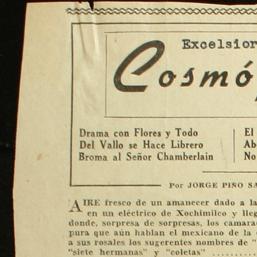 Excelsior
Cosmó
Drama con Flores y Todo
Del Vallo se Hace Librero
Broma al Señor Chamberlain
El
Ab
No
Por JORGE PIÑO SA
AIRE fresco de un amanecer dado a la
en un eléctrico de Xochimilco y lleg
donde, sorpresa de sorpresas, los camara
pura que aún hablan el mexicano de la
a sus rosales los sugerentes nombres de "
"siete hermanas" y "coletas"